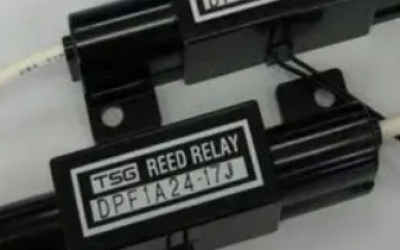 TSG REED RELAY
DPF1A24-17J